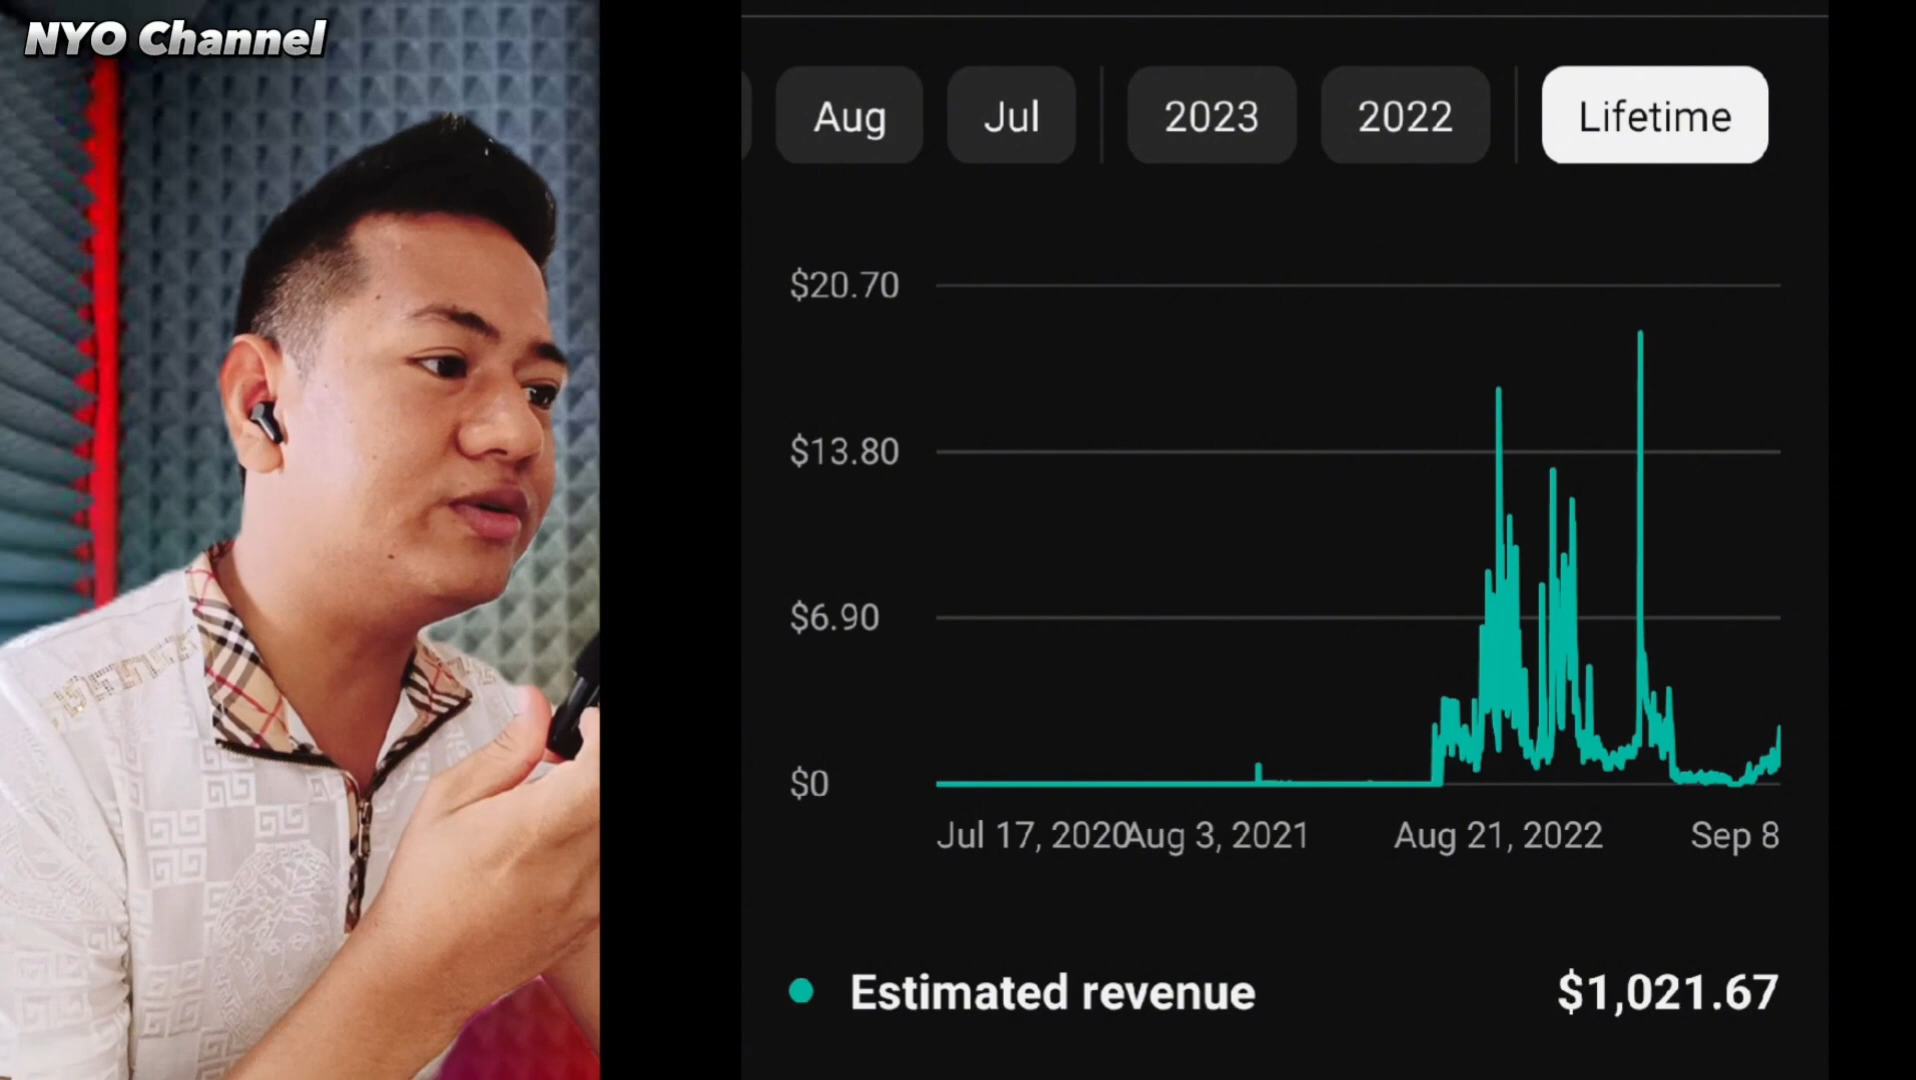 NYO Channel
Aug Jul 2023 2022 Lifetime
$20.70
$13.80
$6.90
$0
Jul 17, 2020 Aug 3, 2021 Aug 21, 2022 Sep 8
Estimated revenue $1,021.67